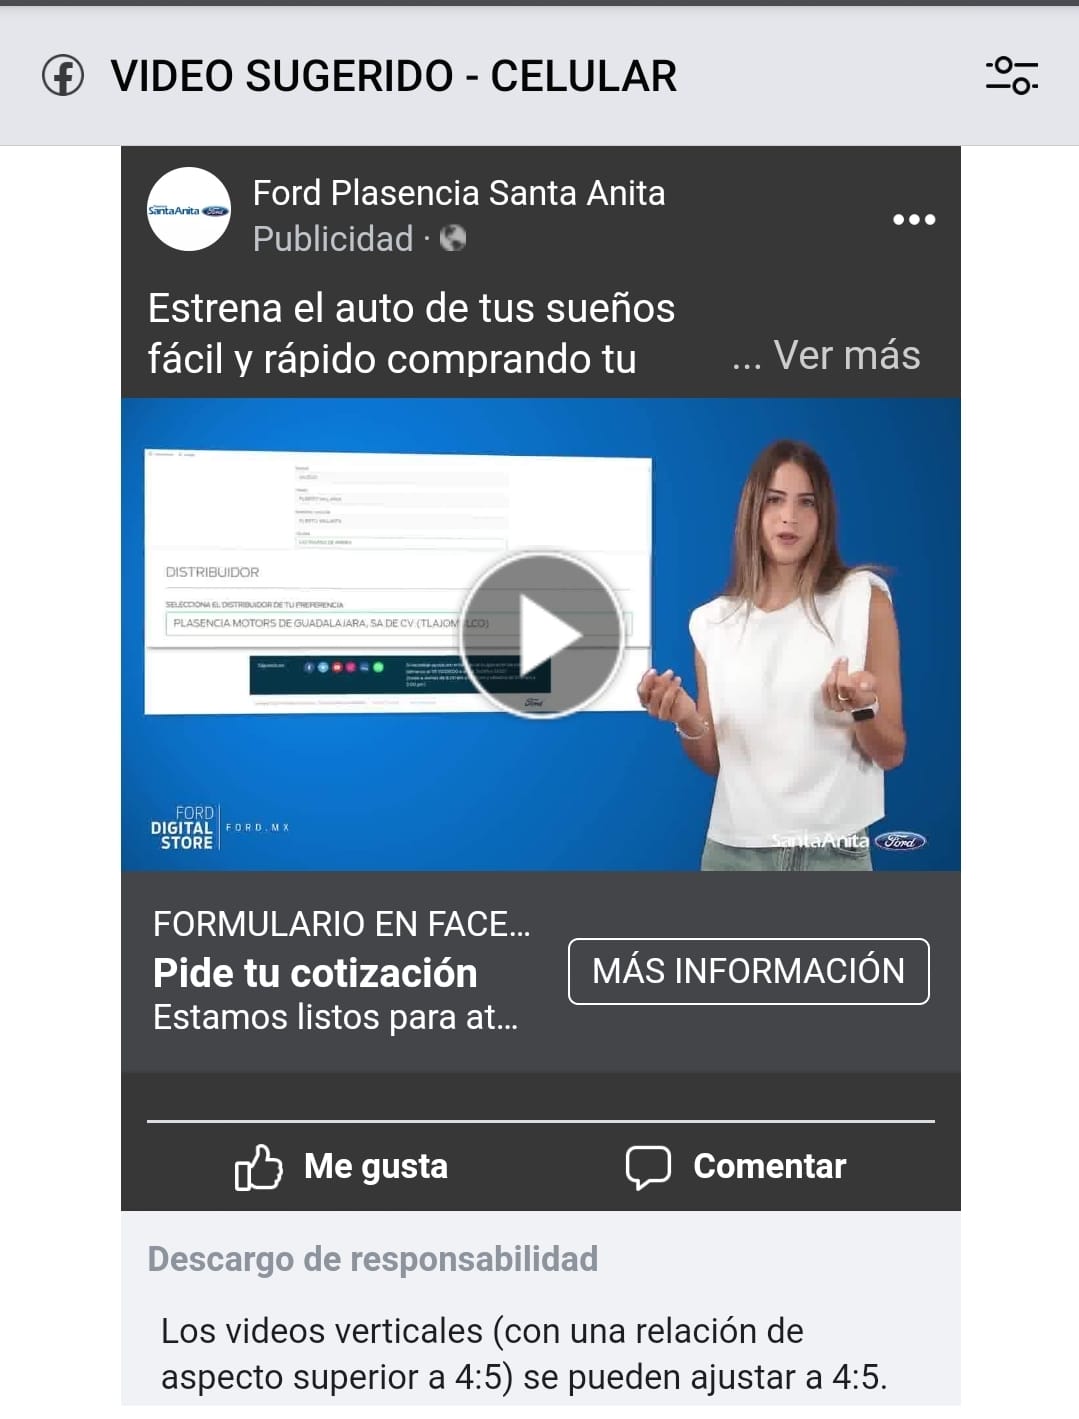 VIDEO SUGERIDO - CELULAR
SantaAnita Ford
Ford Plasencia Santa Anita
Publicidad ·
Estrena el auto de tus sueños
fácil y rápido comprando tu
... Ver más
DISTRIBUIDOR
SELECCIONA EL DISTRIBUIDOR DE TU PREFERENCIA
PLASENCIA MOTORS DE GUADALAJARA, SA DE CV (TLAJOMULCO)
Ford
FORD
DIGITAL
STORE
FORD.MX
SantaAnita Ford
FORMULARIO EN FACE...
Pide tu cotización
Estamos listos para at...
MÁS INFORMACIÓN
Me gusta
Comentar
Descargo de responsabilidad
Los videos verticales (con una relación de
aspecto superior a 4:5) se pueden ajustar a 4:5.